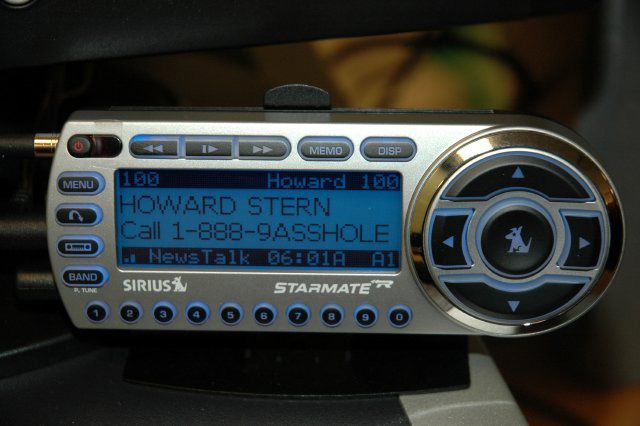 MEMO DISP
MENU
100 Howard 100
HOWARD STERN
Call 1-888-9ASSHOLE
NewsTalk 06:01A A1
BAND
P. TUNE
SIRIUS STARMATE R
1 2 3 4 5 6 7 8 9 0